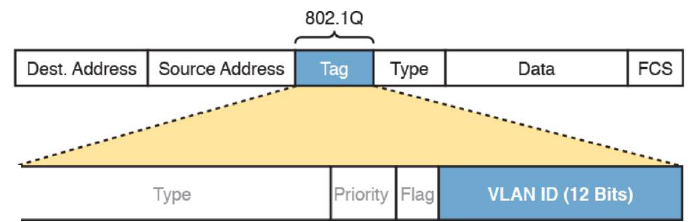 802.1Q
Dest. Address Source Address Tag Type Data FCS
Type Priority Flag VLAN ID (12 Bits)